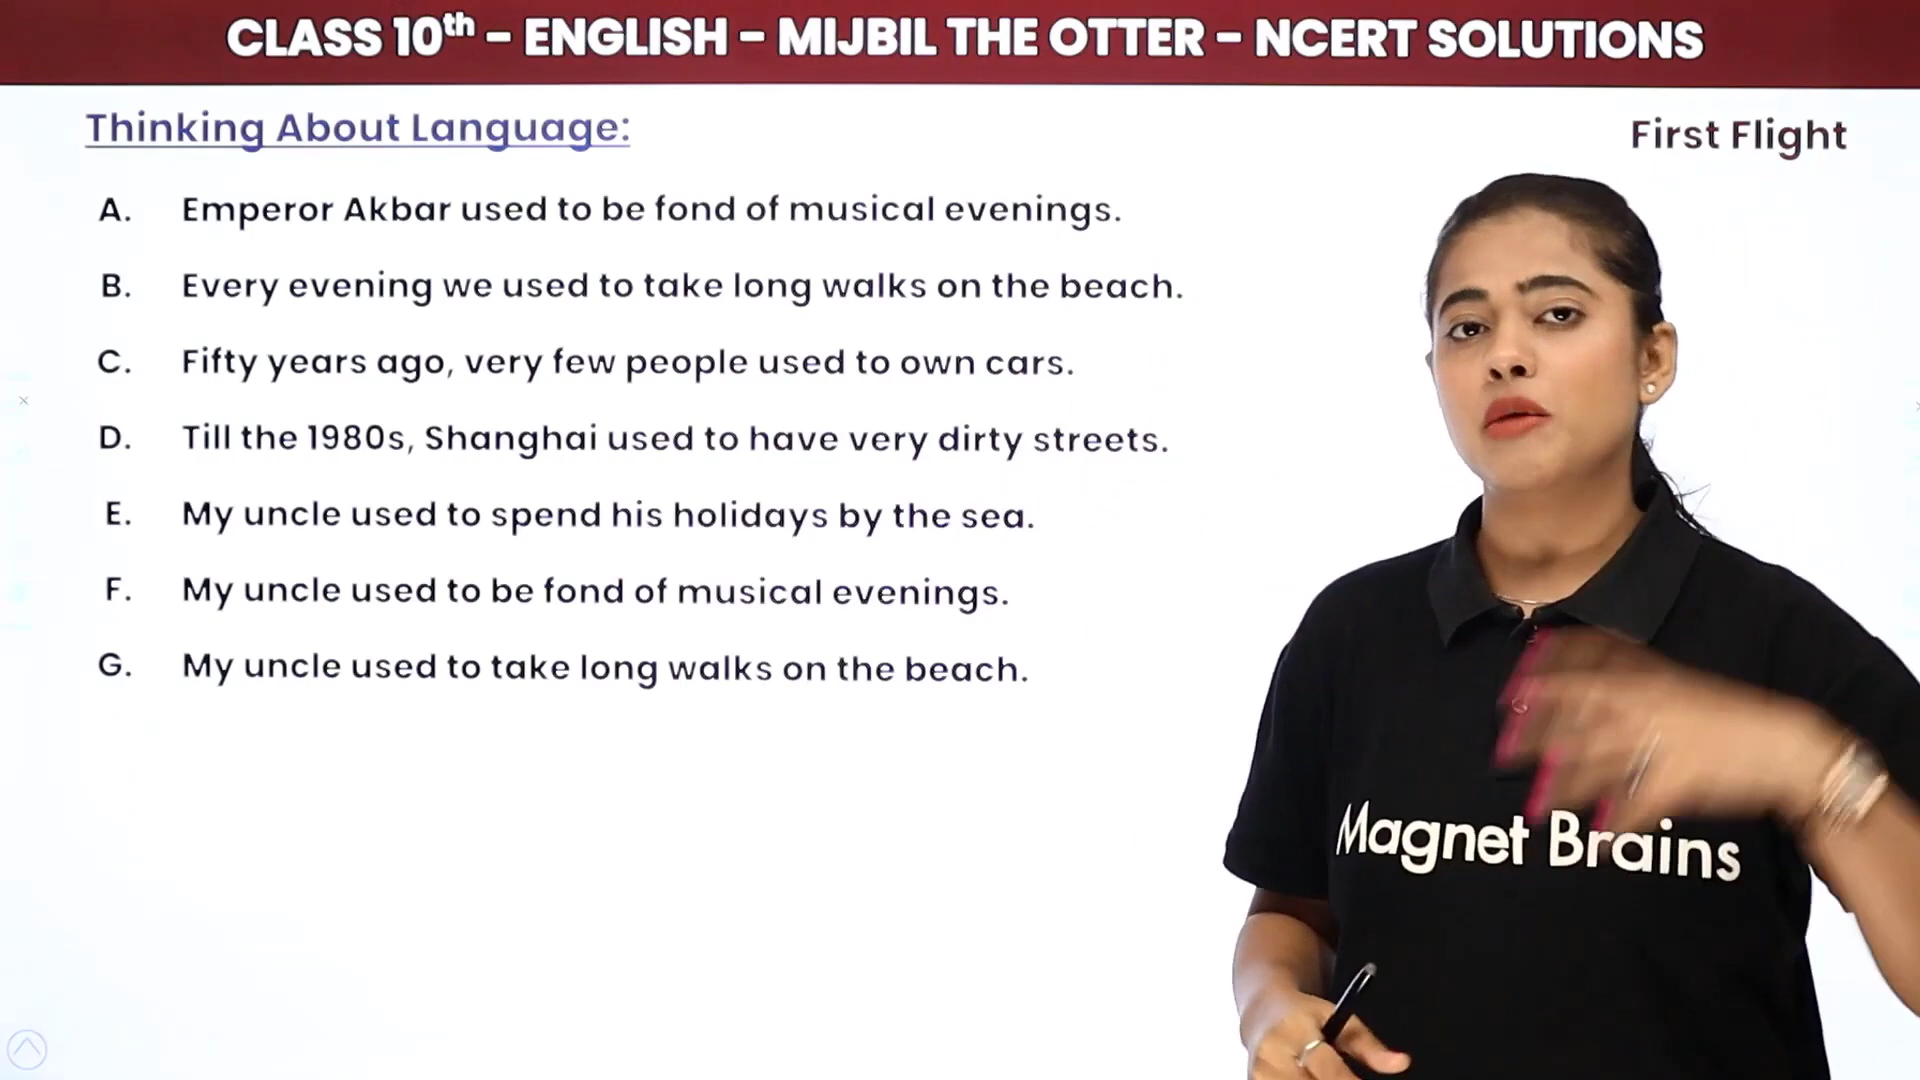 CLASS 10th – ENGLISH – MIJBIL THE OTTER – NCERT SOLUTIONS
Thinking About Language:
First Flight
A. Emperor Akbar used to be fond of musical evenings.
B. Every evening we used to take long walks on the beach.
C. Fifty years ago, very few people used to own cars.
D. Till the 1980s, Shanghai used to have very dirty streets.
E. My uncle used to spend his holidays by the sea.
F. My uncle used to be fond of musical evenings.
G. My uncle used to take long walks on the beach.
Magnet Brains